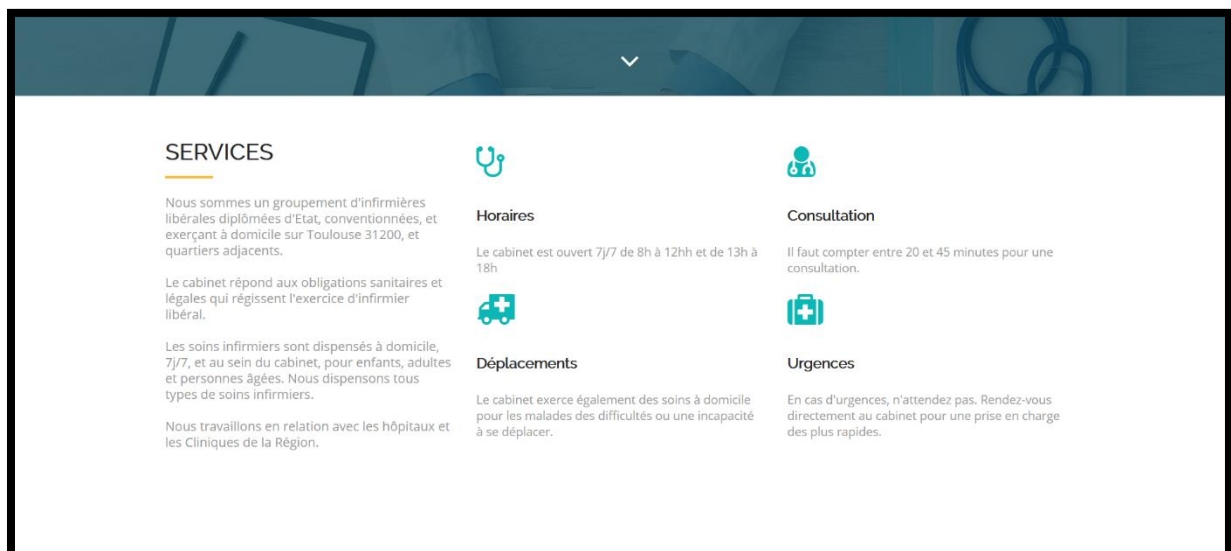 SERVICES
Nous sommes un groupement d'infirmières
libérales diplômées d'Etat, conventionnées, et
exerçant à domicile sur Toulouse 31200, et
quartiers adjacents.
Le cabinet répond aux obligations sanitaires et
légales qui régissent l'exercice d'infirmier
libéral.
Les soins infirmiers sont dispensés à domicile,
7j/7, et au sein du cabinet, pour enfants, adultes
et personnes âgées. Nous dispensons tous
types de soins infirmiers.
Nous travaillons en relation avec les hôpitaux et
les Cliniques de la Région.
Horaires
Le cabinet est ouvert 7j/7 de 8h à 12hh et de 13h à
18h
Consultation
Il faut compter entre 20 et 45 minutes pour une
consultation.
Déplacements
Le cabinet exerce également des soins à domicile
pour les malades des difficultés ou une incapacité
à se déplacer.
Urgences
En cas d'urgences, n'attendez pas. Rendez-vous
directement au cabinet pour une prise en charge
des plus rapides.